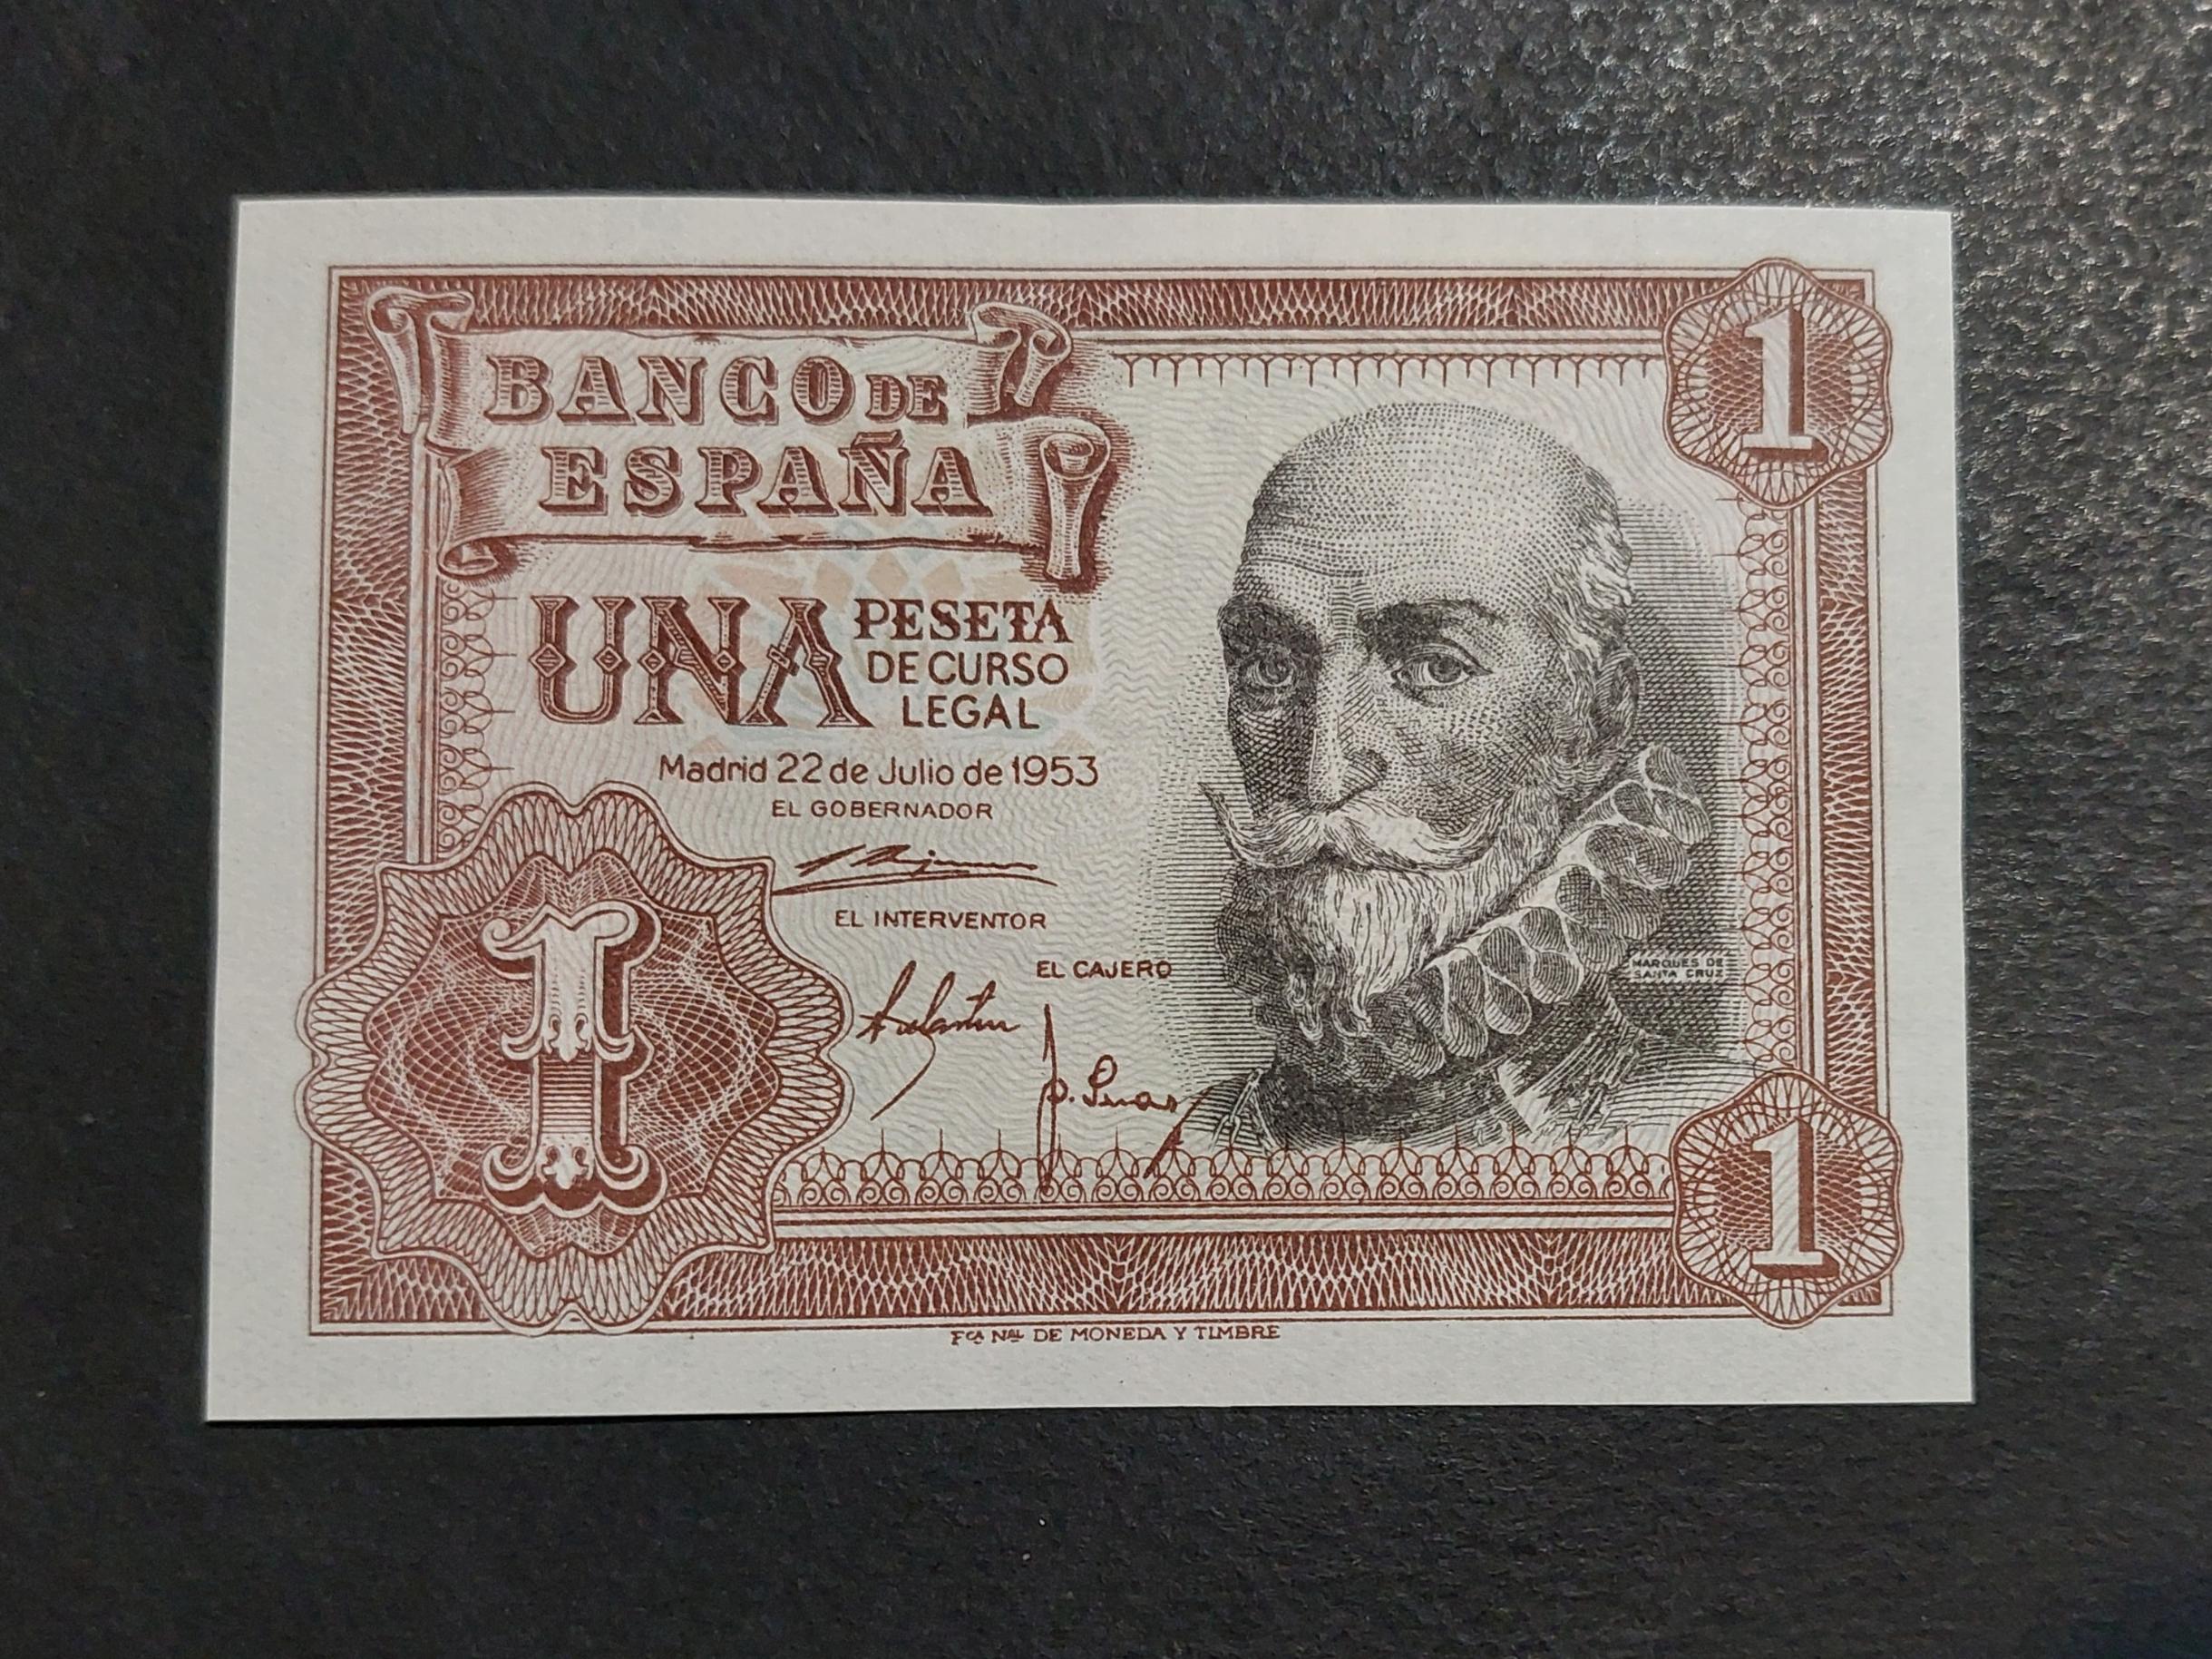 BANCO DE
ESPAÑA
1
UNA PESETA
DE CURSO
LEGAL
Madrid 22 de Julio de 1953
EL GOBERNADOR
EL INTERVENTOR
EL CAJERO
MARQUES DE
SANTA CRUZ
1
1
FCA NAL DE MONEDA Y TIMBRE